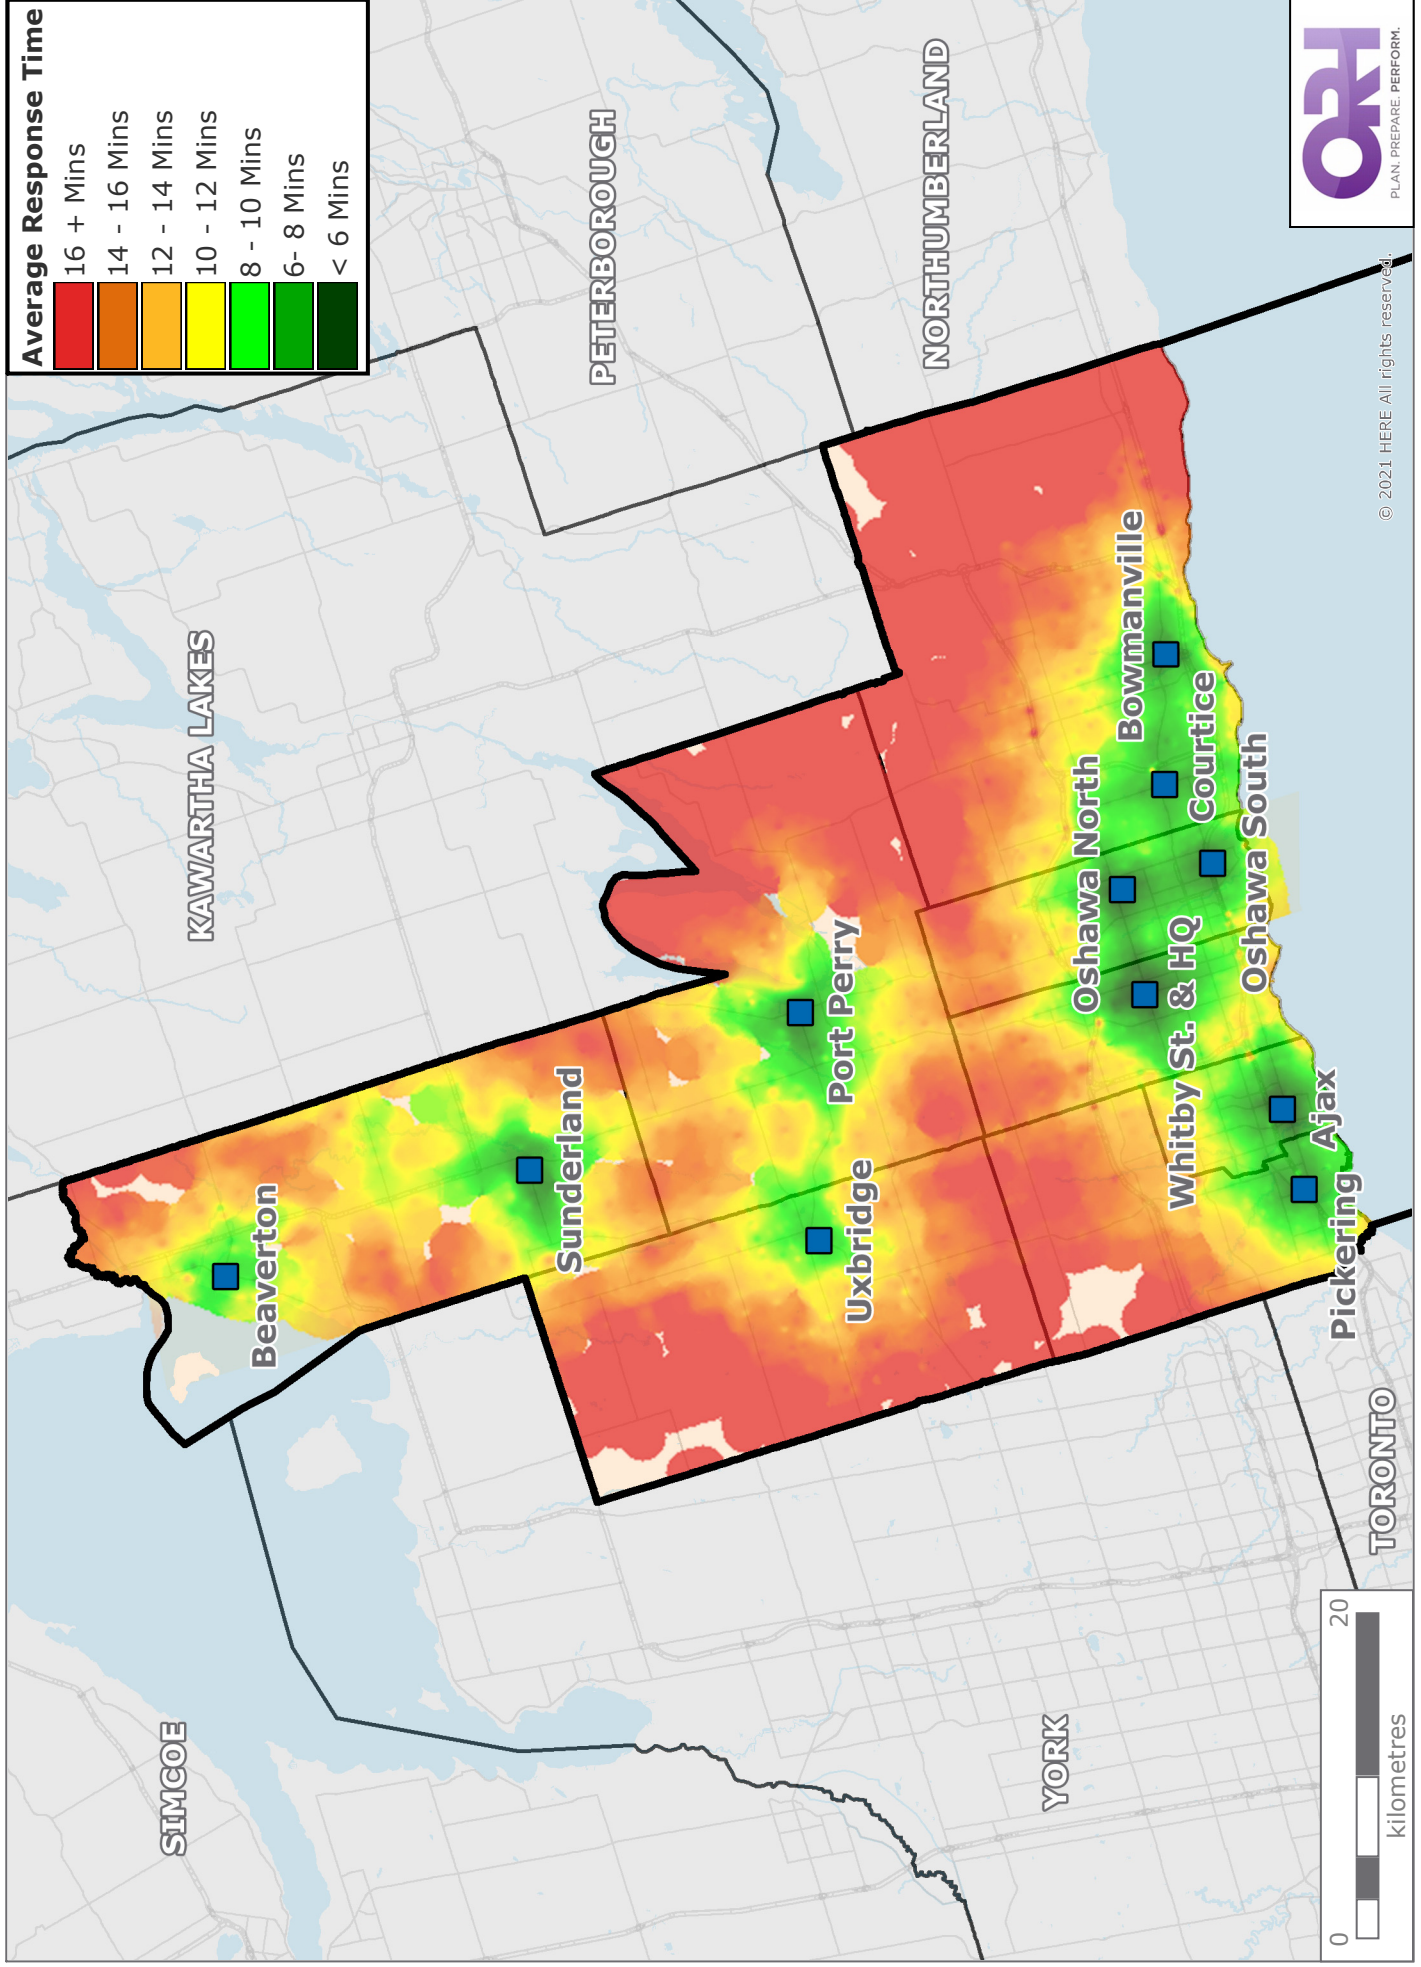 Average Response Time
16 + Mins
14 - 16 Mins
12 - 14 Mins
10 - 12 Mins
8 - 10 Mins
6- 8 Mins
< 6 Mins
SIMCOE
KAWARTHA LAKES
PETERBOROUGH
NORTHUMBERLAND
YORK
TORONTO
Beaverton
Sunderland
Port Perry
Uxbridge
Oshawa North
Bowmanville
Whitby St. & HQ
Courtice
Oshawa South
Ajax
Pickering
0
20
kilometres
© 2021 HERE All rights reserved.
ORH
PLAN. PREPARE. PERFORM.